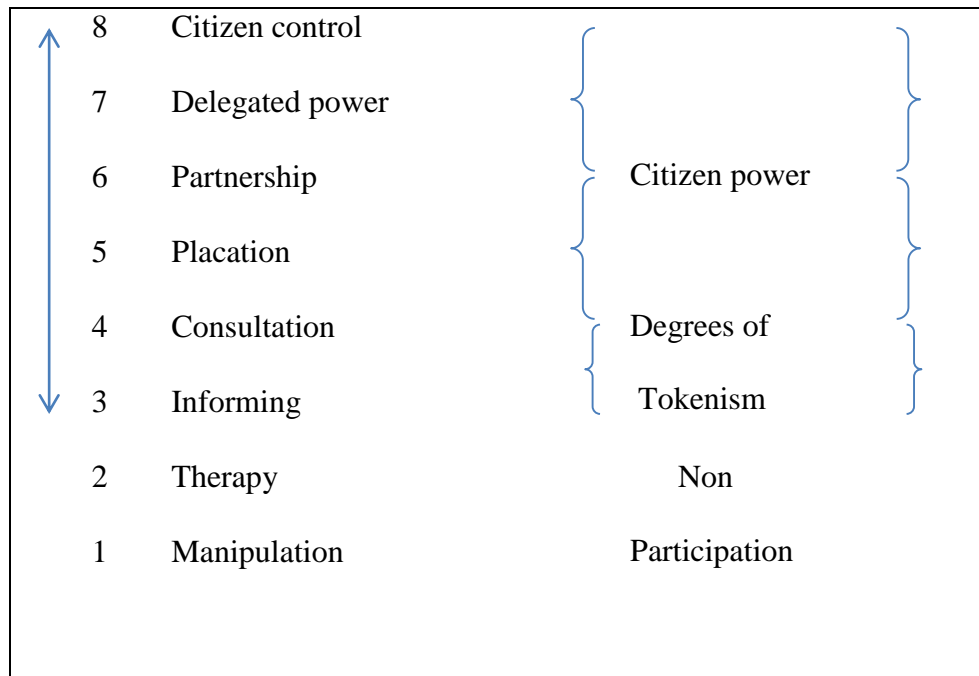 8 Citizen control
7 Delegated power
6 Partnership Citizen power
5 Placation
4 Consultation Degrees of
3 Informing Tokenism
2 Therapy Non
1 Manipulation Participation